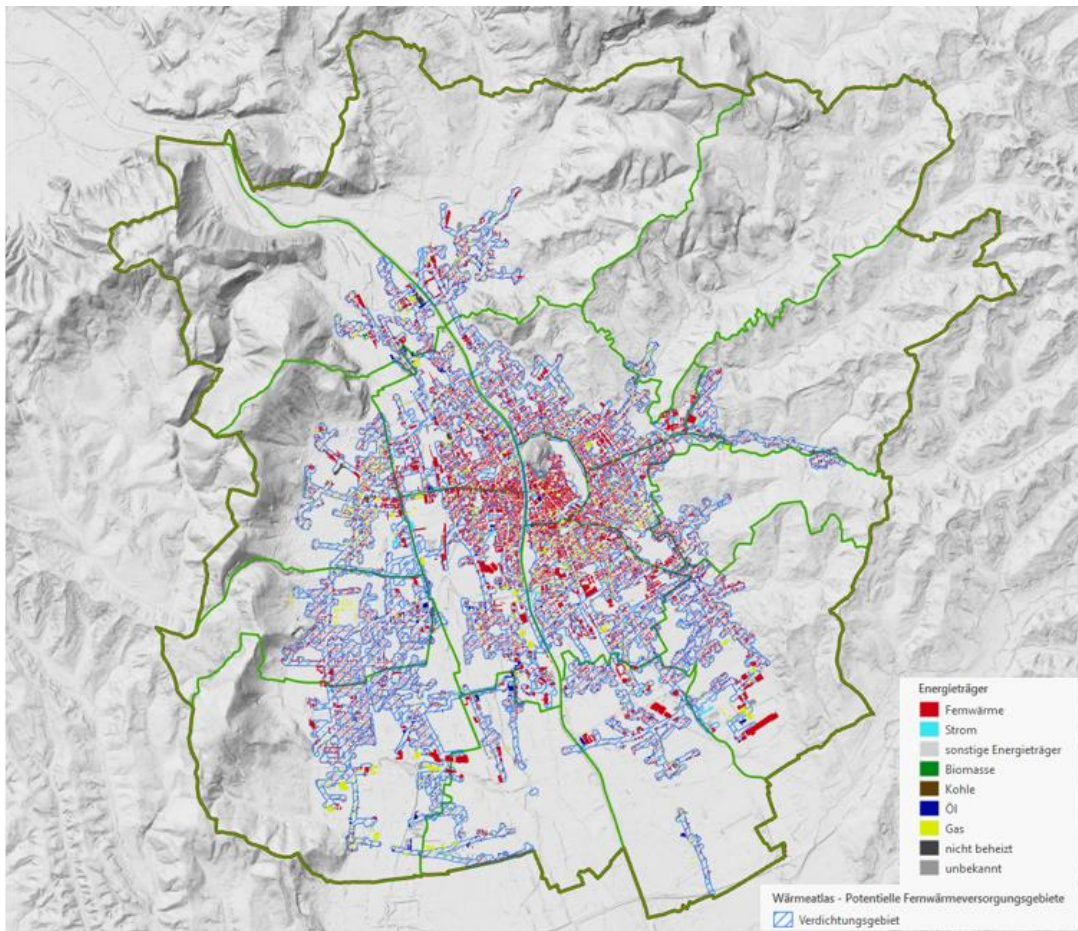 Energieträger
Fernwärme
Strom
sonstige Energieträger
Biomasse
Kohle
Öl
Gas
nicht beheizt
unbekannt
Wärmeatlas - Potentielle Fernwärmeversorgungsgebiete
Verdichtungsgebiet